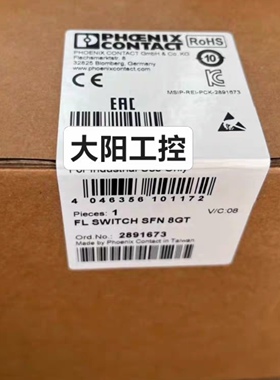 PHOENIX
CONTACT
RoHS
PHOENIX CONTACT GmbH & Co. KG
Flachsmarktstr. 8
32825 Blomberg, Germany
www.phoenixcontact.com
10
MSIP-REI-PCK-2891673
EAC
大阳工控
For Industrial Use Only
4 046356 101172
Pieces: 1
V/C:08
FL SWITCH SFN 8GT
Ord.No.: 2891673
Made by Phoenix Contact in Taiwan